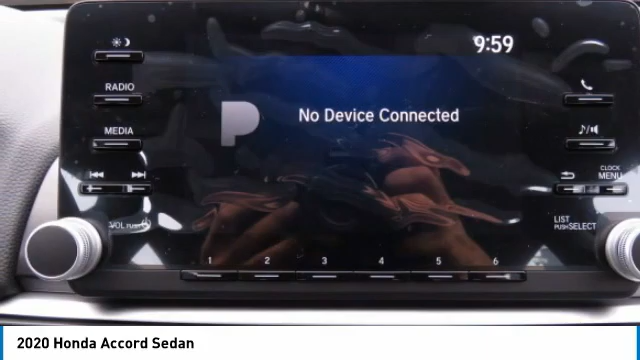 9:59
RADIO
No Device Connected
MEDIA
CLOCK
MENU
VOL PUSH
LIST
PUSH SELECT
1 2 3 4 5 6
2020 Honda Accord Sedan